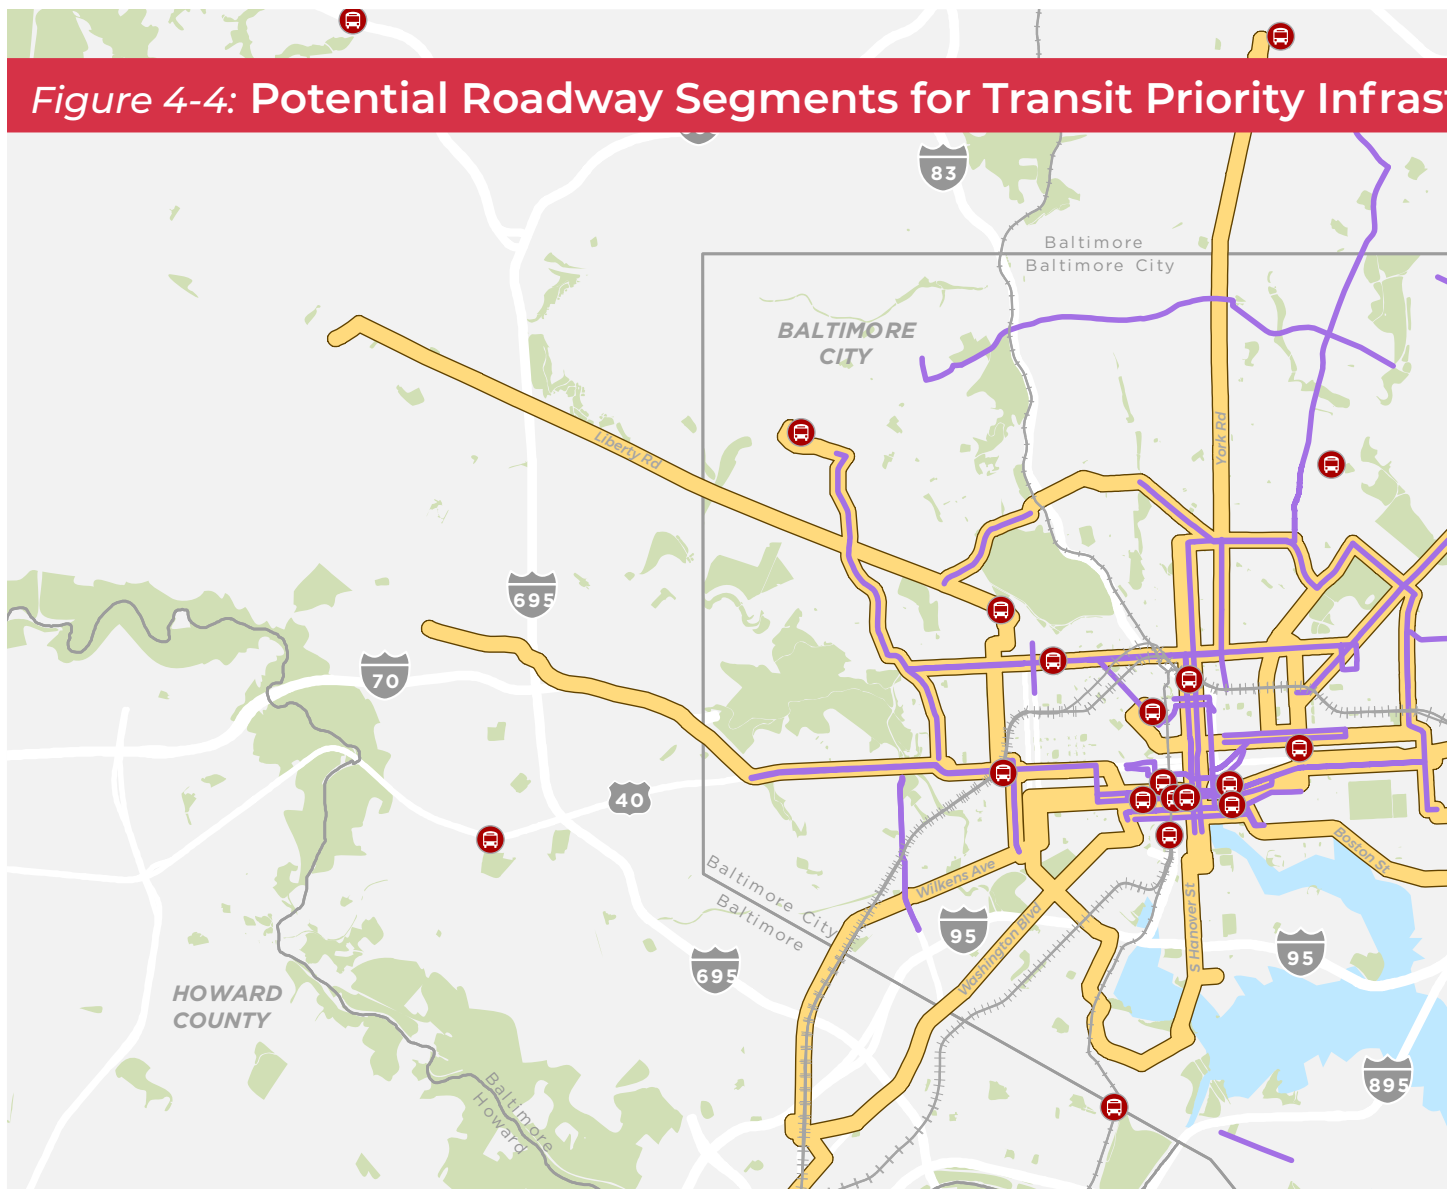 Figure 4-4: Potential Roadway Segments for Transit Priority
83
Baltimore
Baltimore City
BALTIMORE
CITY
Liberty Rd
York Rd
695
70
40
Boston St
Baltimore City
Baltimore
Wilkens Ave
95
Washington Blvd
S Hanover St
95
695
HOWARD
COUNTY
895
Baltimore
Howard